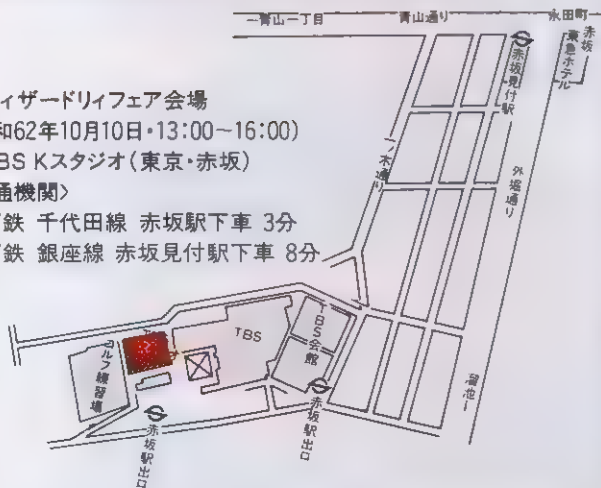 ィザードリィフェア会場
和62年10月10日・13:00〜16:00)
BS Kスタジオ(東京・赤坂)
通機関>
鉄 千代田線 赤坂駅下車 3分
鉄 銀座線 赤坂見付駅下車 8分
青山一丁目
青山通り
永田町
赤坂見付駅
赤坂
東急ホテル
一ノ木通り
外堀通り
TBS会館
TBS
ゴルフ練習場
赤坂駅出口
赤坂駅出口
溜池